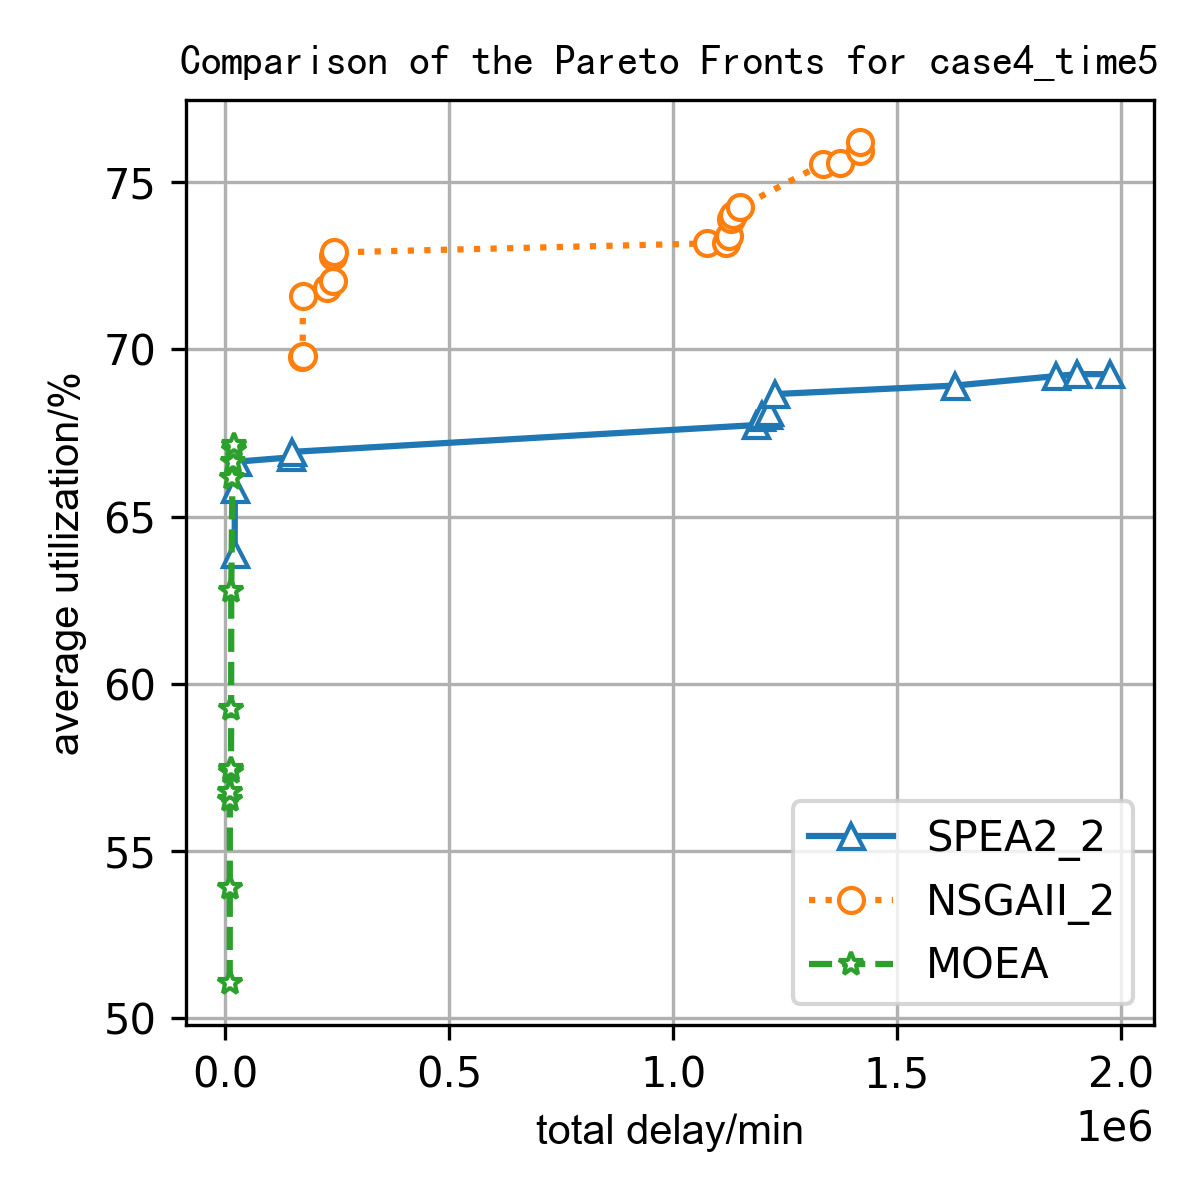 Comparison of the Pareto Fronts for case4_time5
average utilization/%
75
70
65
60
55
50
SPEA2_2
NSGAII_2
MOEA
0.0 0.5 1.0 1.5 2.0
1e6
total delay/min